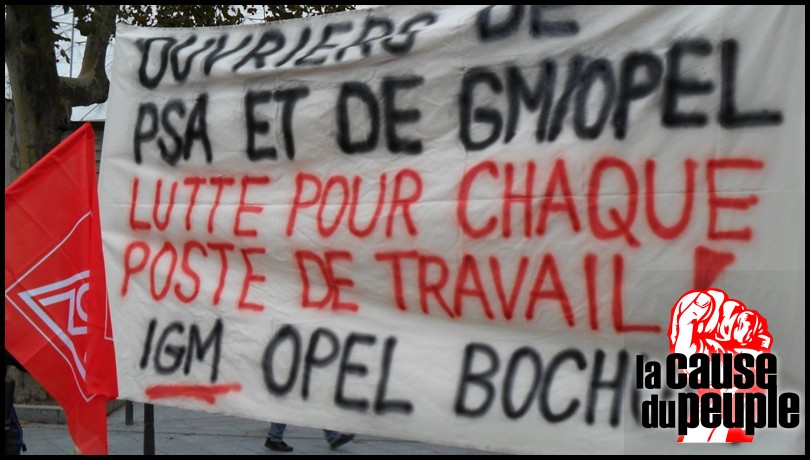 OUVRIERS DE
PSA ET DE GM/OPEL
LUTTE POUR CHAQUE
POSTE DE TRAVAIL !
IGM OPEL BOCHU
la cause
du peuple